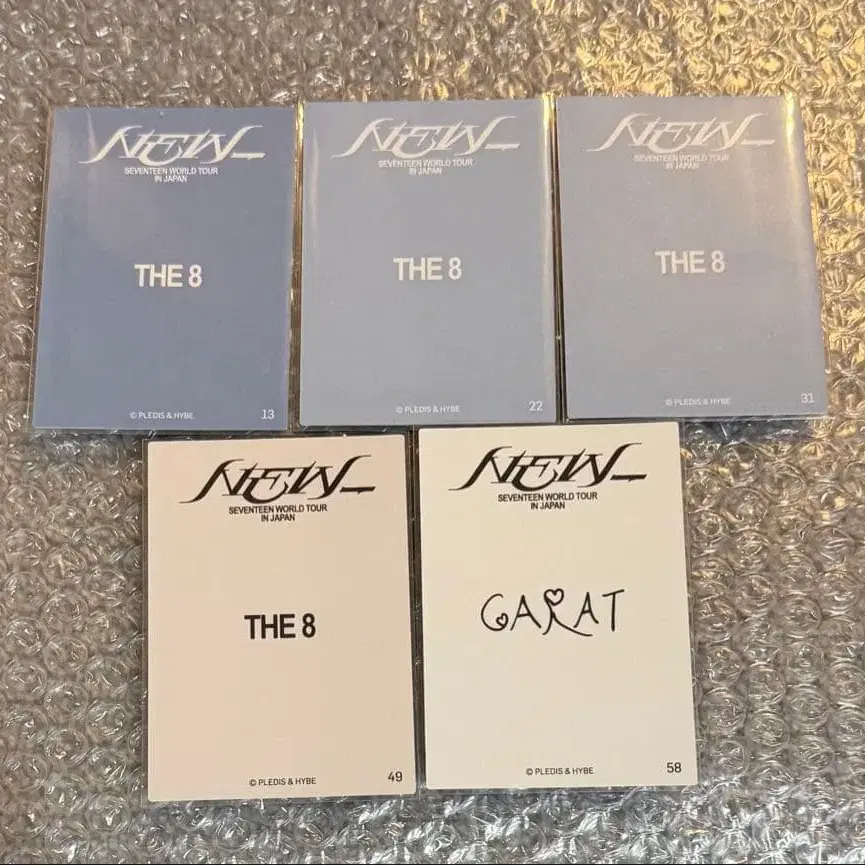 NEW_
SEVENTEEN WORLD TOUR
IN JAPAN
THE 8
© PLEDIS & HYBE
13
NEW_
SEVENTEEN WORLD TOUR
IN JAPAN
THE 8
© PLEDIS & HYBE
22
NEW_
SEVENTEEN WORLD TOUR
IN JAPAN
THE 8
© PLEDIS & HYBE
31
NEW_
SEVENTEEN WORLD TOUR
IN JAPAN
THE 8
© PLEDIS & HYBE
49
NEW_
SEVENTEEN WORLD TOUR
IN JAPAN
CARAT
© PLEDIS & HYBE
58